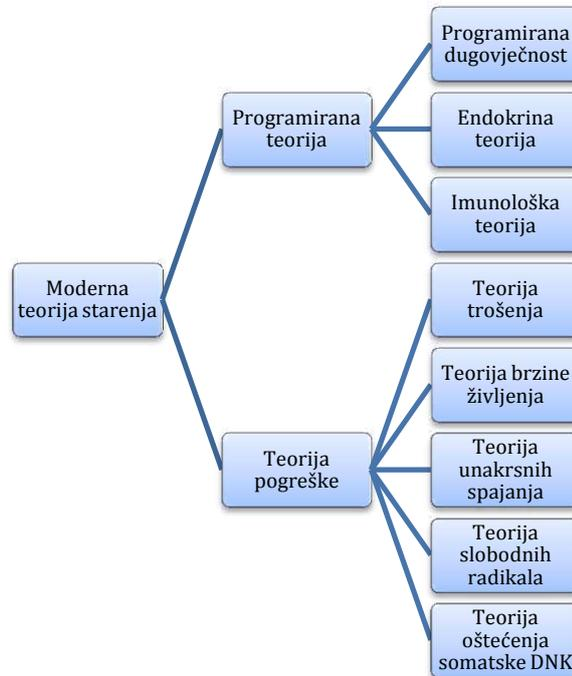 Programirana
dugovječnost
Programirana
teorija
Endokrina
teorija
Imunološka
teorija
Moderna
teorija starenja
Teorija
trošenja
Teorija brzine
življenja
Teorija
pogreške
Teorija
unakrsnih
spajanja
Teorija
slobodnih
radikala
Teorija
oštećenja
somatske DNK